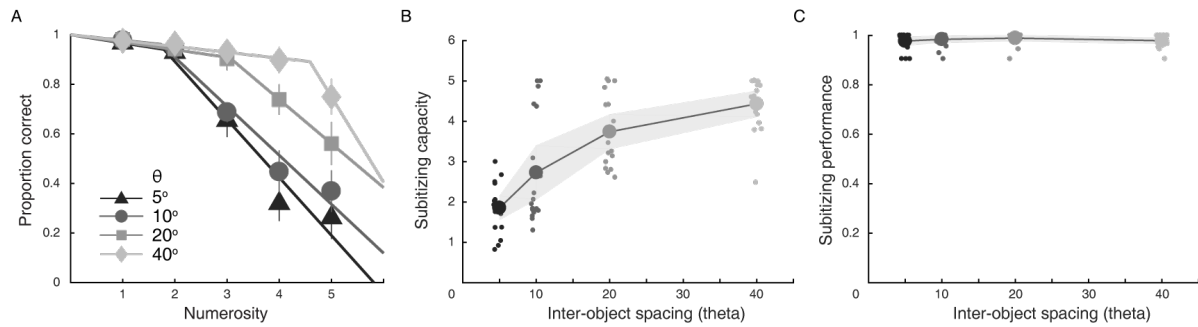 A
Proportion correct
1
0.8
0.6
0.4
0.2
0
θ
5º
10º
20º
40º
1 2 3 4 5
Numerosity
B
Subitizing capacity
6
5
4
3
2
1
0 10 20 30 40
Inter-object spacing (theta)
C
Subitizing performance
1
0.8
0.6
0.4
0.2
0 10 20 30 40
Inter-object spacing (theta)